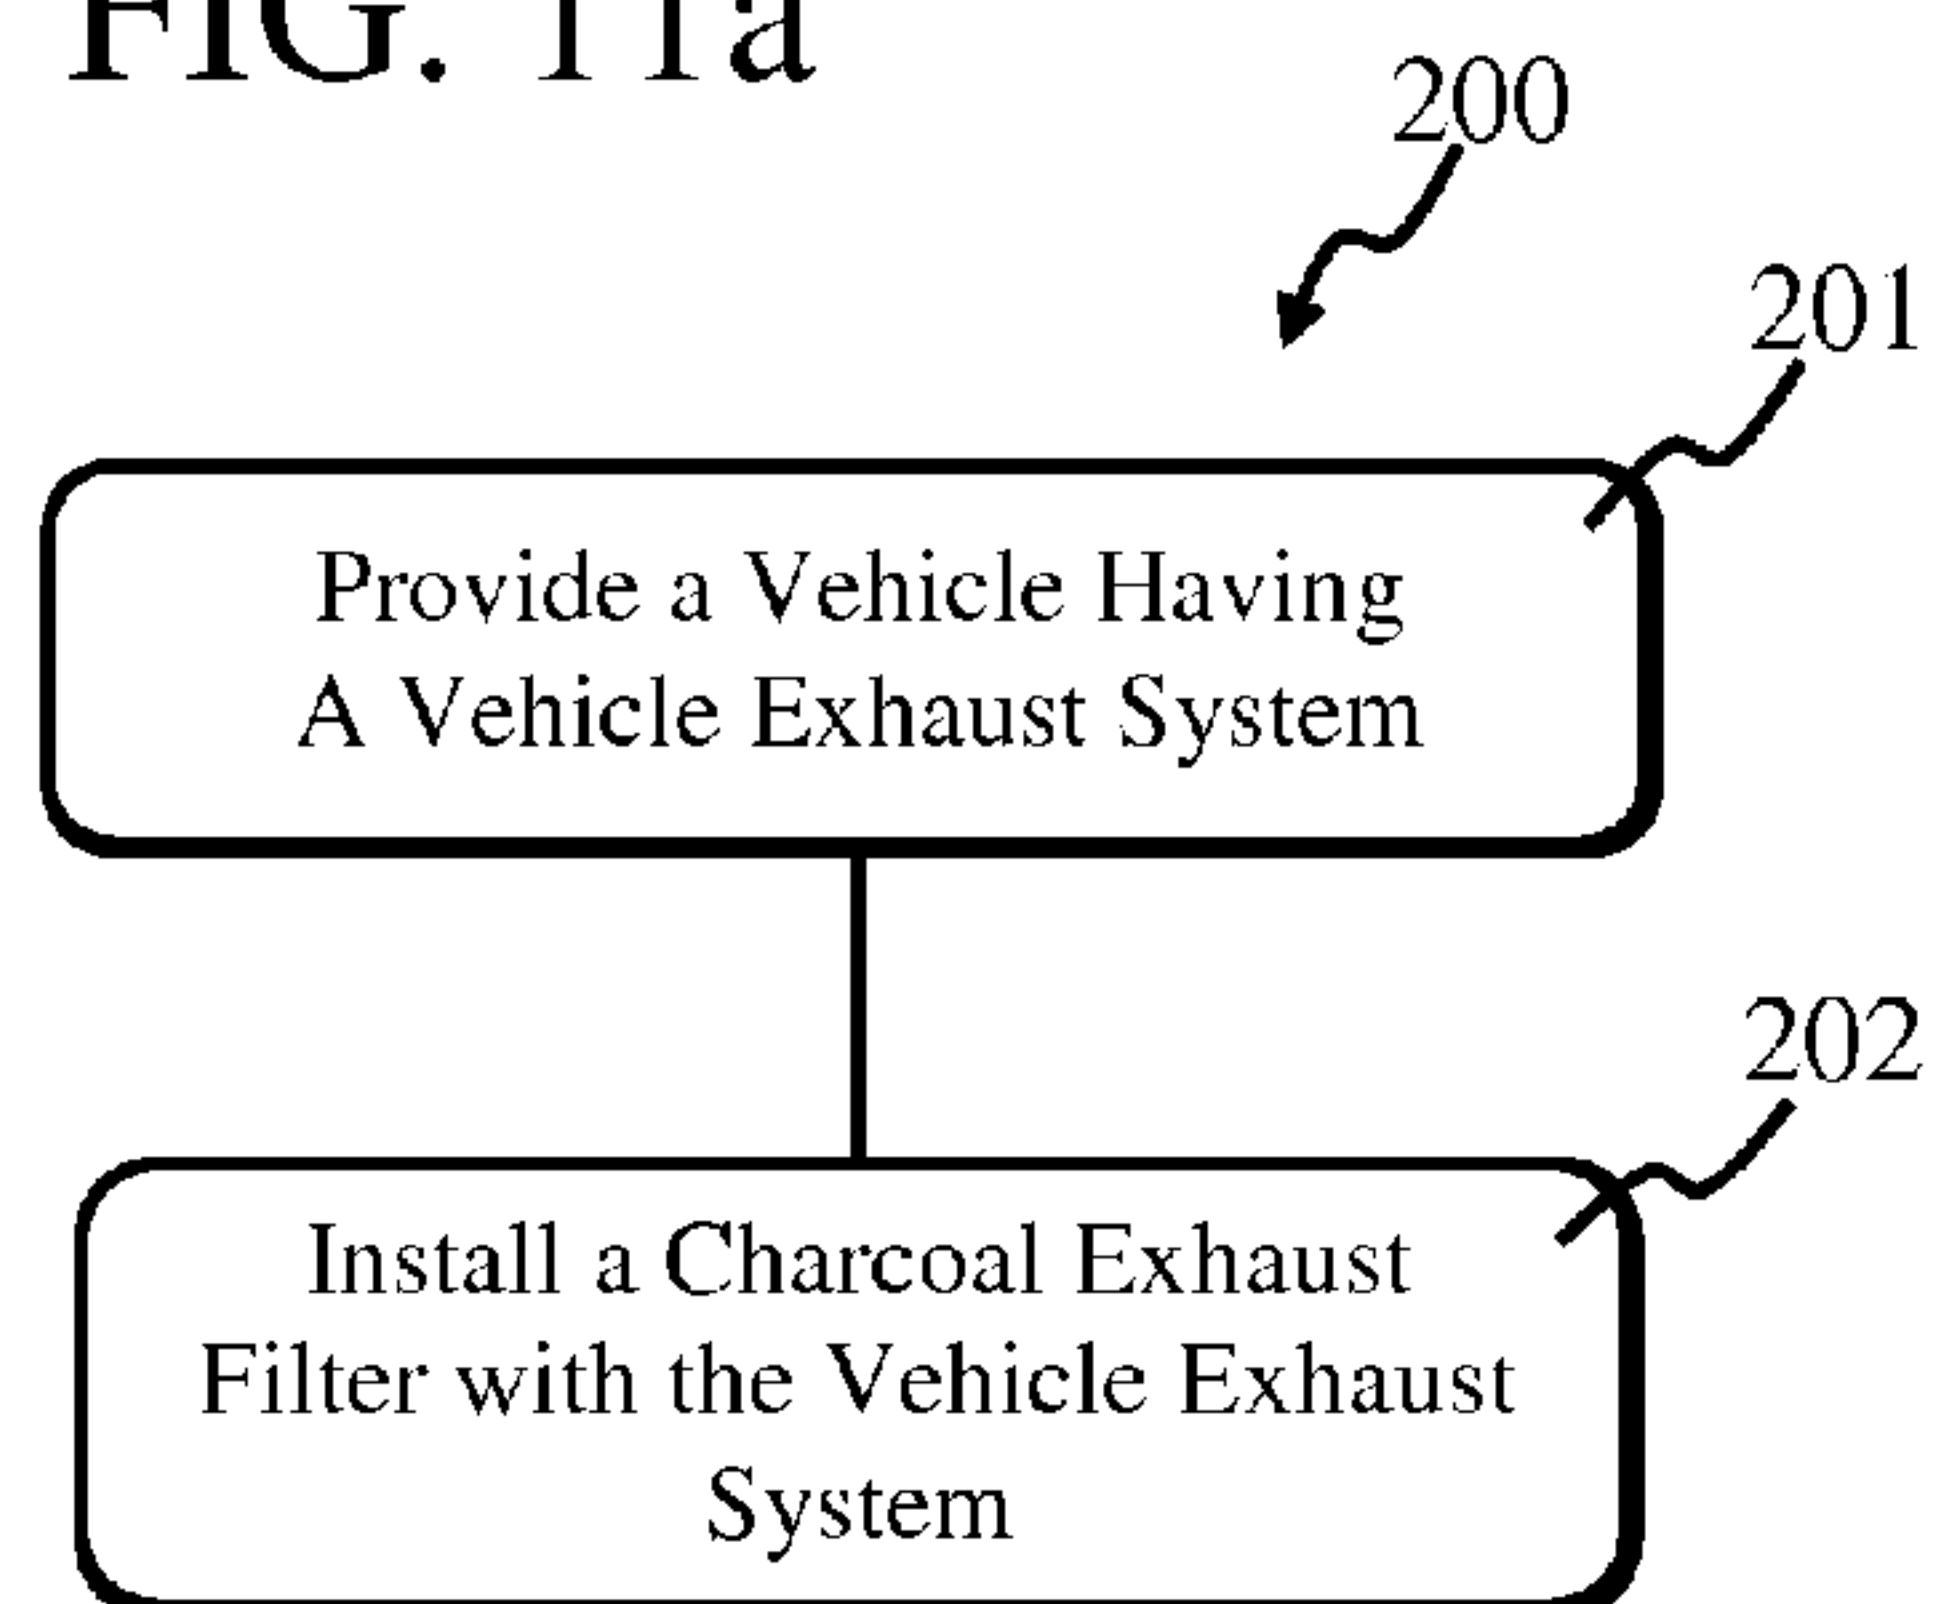 FIG. 11a
200
201
Provide a Vehicle Having
A Vehicle Exhaust System
202
Install a Charcoal Exhaust
Filter with the Vehicle Exhaust
System